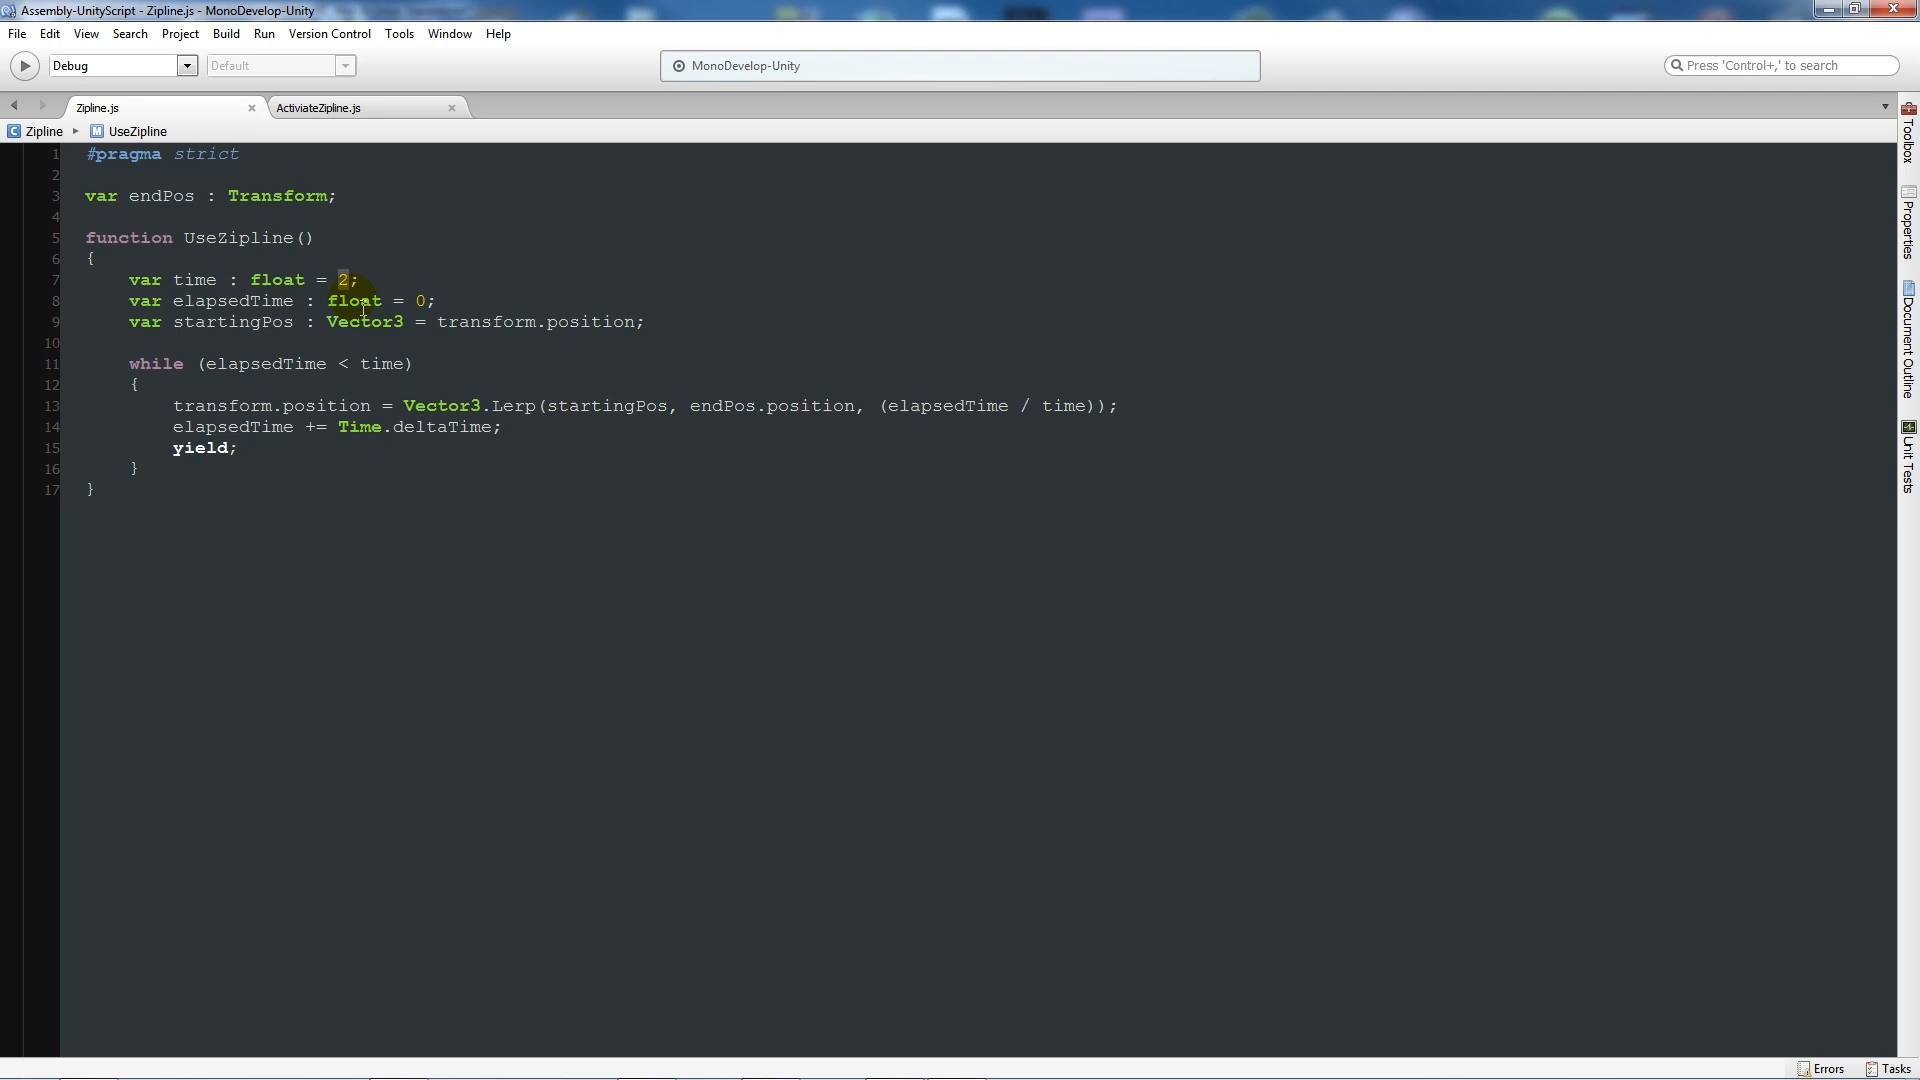 Assembly-UnityScript - Zipline.js - MonoDevelop-Unity
File Edit View Search Project Build Run Version Control Tools Window Help
Debug Default MonoDevelop-Unity Press 'Control+,' to search
Zipline.js ActiviateZipline.js
Zipline UseZipline
1 #pragma strict
2
3 var endPos : Transform;
4
5 function UseZipline()
6 {
7 var time : float = 2;
8 var elapsedTime : float = 0;
9 var startingPos : Vector3 = transform.position;
10
11 while (elapsedTime < time)
12 {
13 transform.position = Vector3.Lerp(startingPos, endPos.position, (elapsedTime / time));
14 elapsedTime += Time.deltaTime;
15 yield;
16 }
17 }
Toolbox
Properties
Document Outline
Unit Tests
Errors Tasks